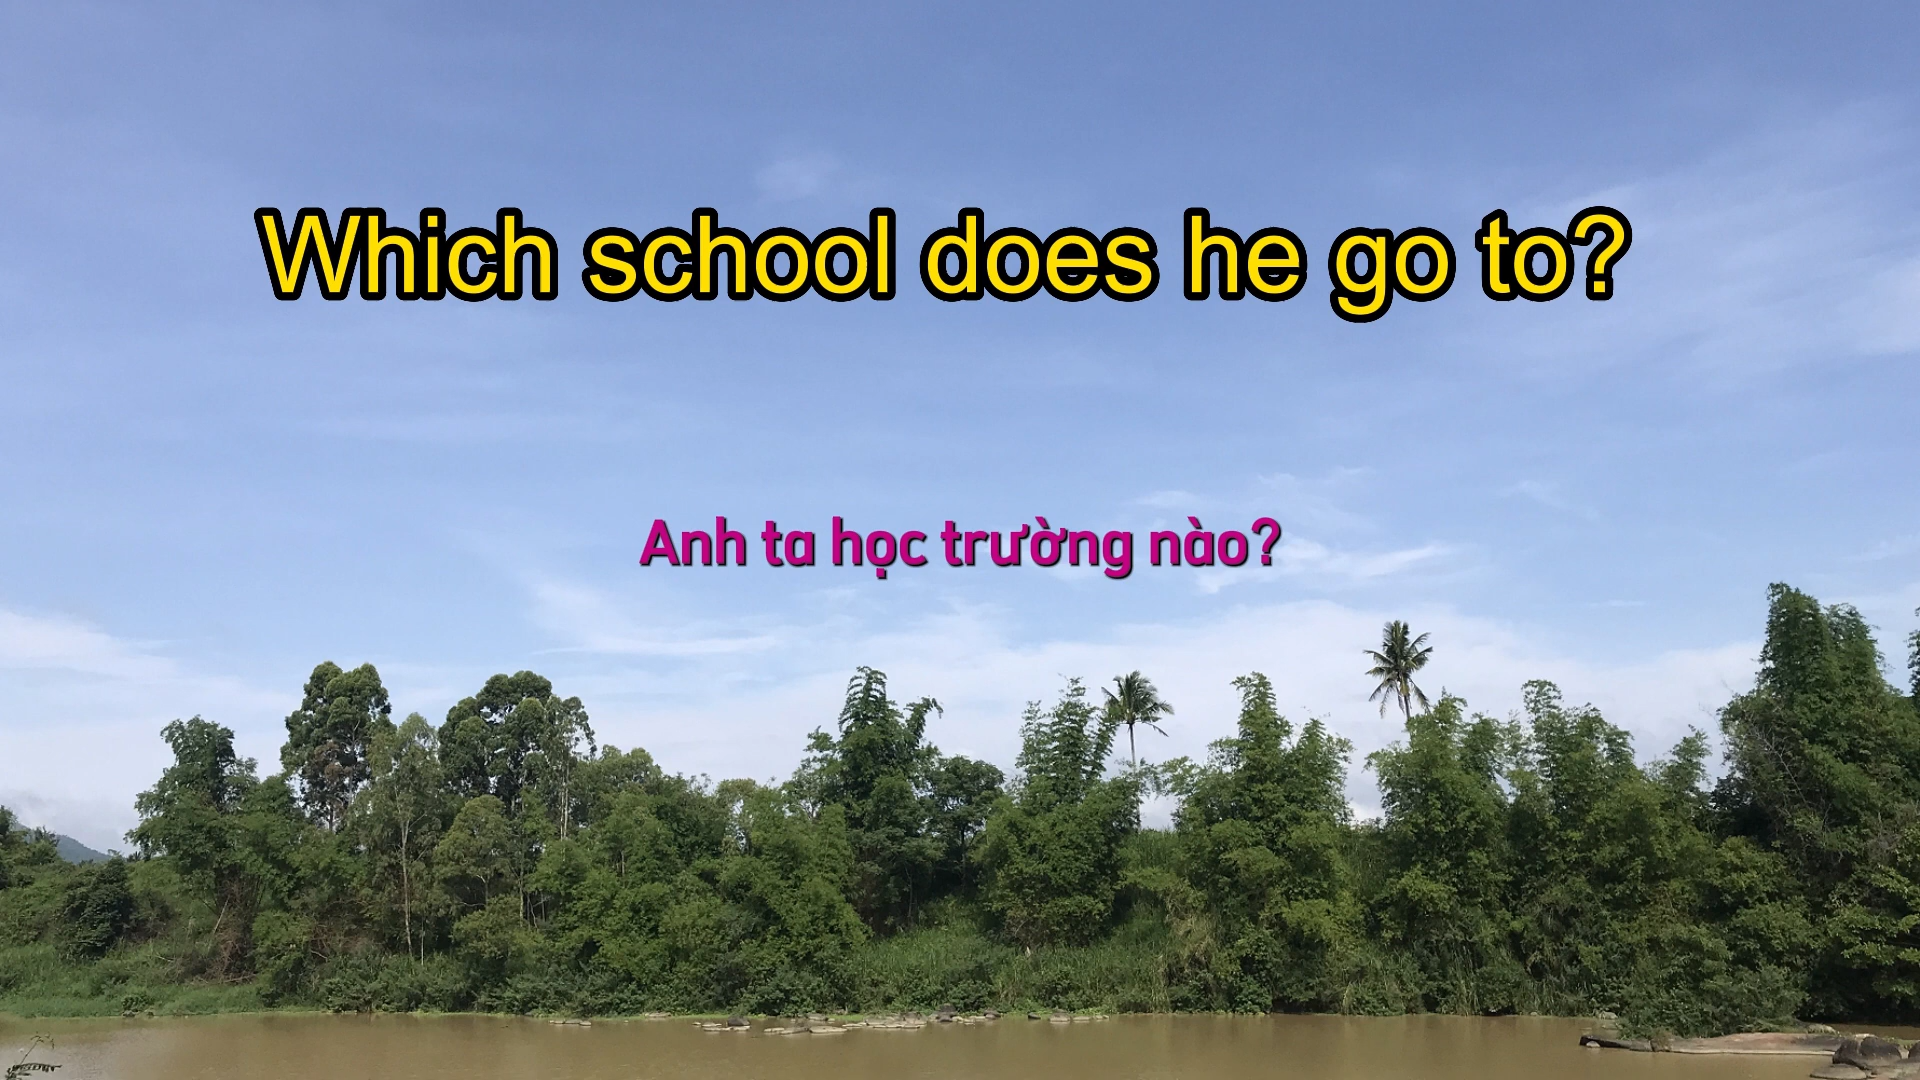 Which school does he go to?
Anh ta học trường nào?